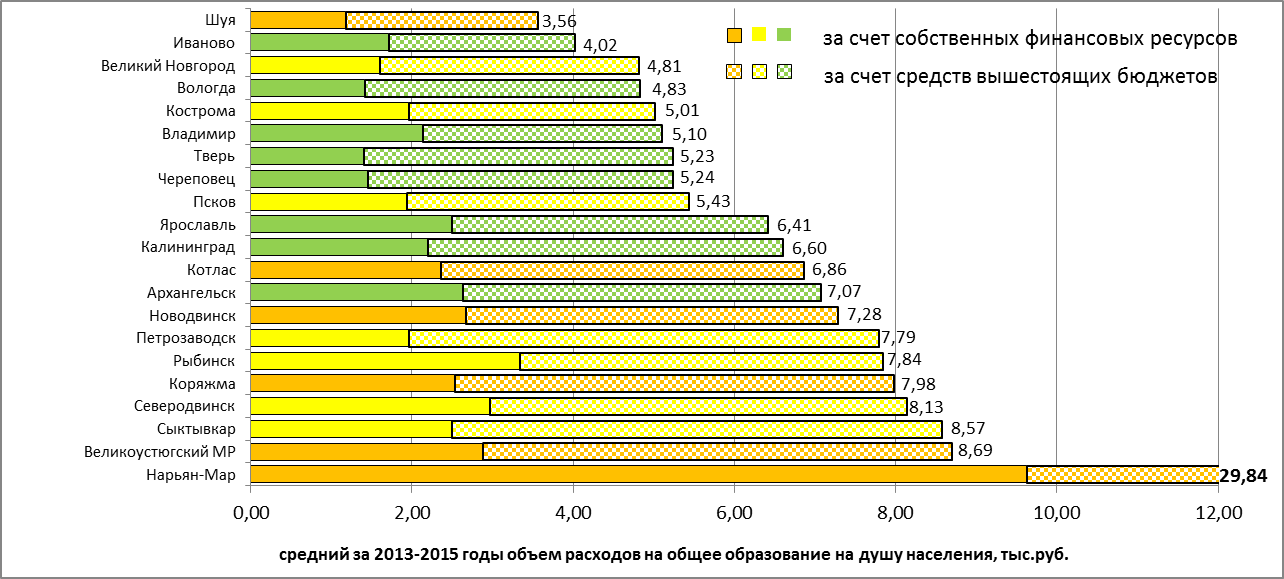 Шуя 3,56
за счет собственных финансовых ресурсов
Иваново 4,02
Великий Новгород 4,81
за счет средств вышестоящих бюджетов
Вологда 4,83
Кострома 5,01
Владимир 5,10
Тверь 5,23
Череповец 5,24
Псков 5,43
Ярославль 6,41
Калининград 6,60
Котлас 6,86
Архангельск 7,07
Новодвинск 7,28
Петрозаводск 7,79
Рыбинск 7,84
Коряжма 7,98
Северодвинск 8,13
Сыктывкар 8,57
Великоустюгский МР 8,69
Нарьян-Мар 29,84
0,00 2,00 4,00 6,00 8,00 10,00 12,00
средний за 2013-2015 годы объем расходов на общее образование на душу населения, тыс.руб.